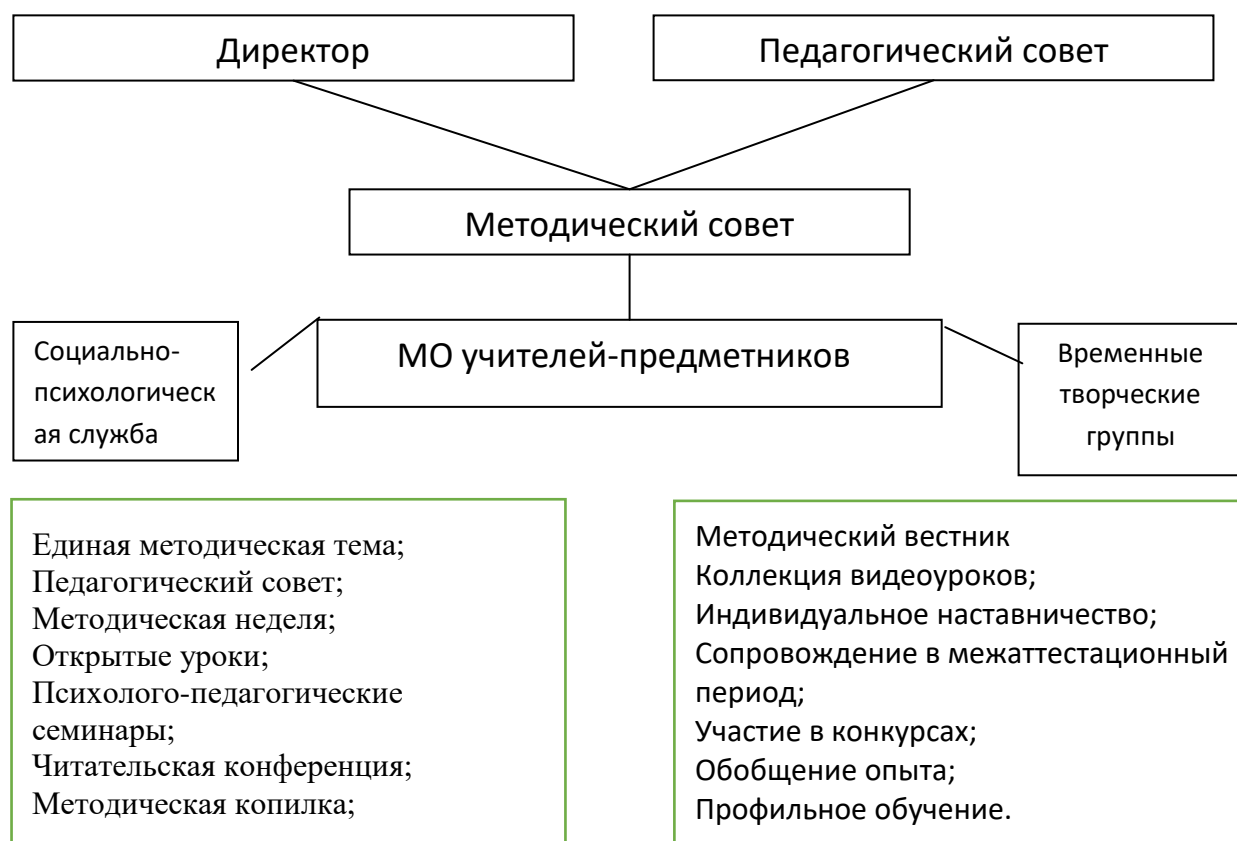 Директор
Педагогический совет
Методический совет
Социально-
психологическ
ая служба
МО учителей-предметников
Временные
творческие
группы
Единая методическая тема;
Педагогический совет;
Методическая неделя;
Открытые уроки;
Психолого-педагогические
семинары;
Читательская конференция;
Методическая копилка;
Методический вестник
Коллекция видеоуроков;
Индивидуальное наставничество;
Сопровождение в межаттестационный
период;
Участие в конкурсах;
Обобщение опыта;
Профильное обучение.